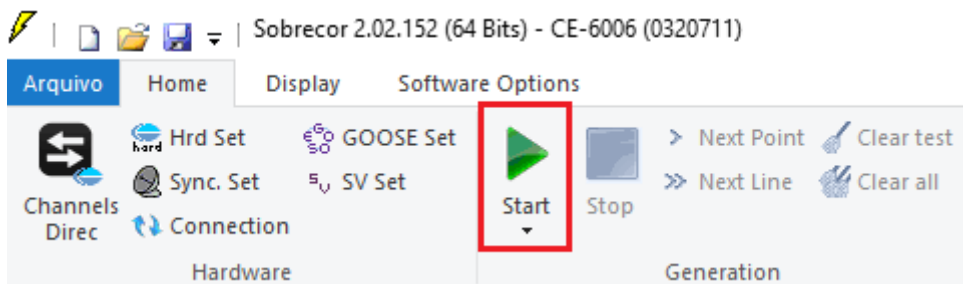 Sobrecor 2.02.152 (64 Bits) - CE-6006 (0320711)
Arquivo Home Display Software Options
Hrd Set GOOSE Set Next Point Clear test
Sync. Set SV Set Next Line Clear all
Channels Direc Connection Start Stop
Hardware Generation